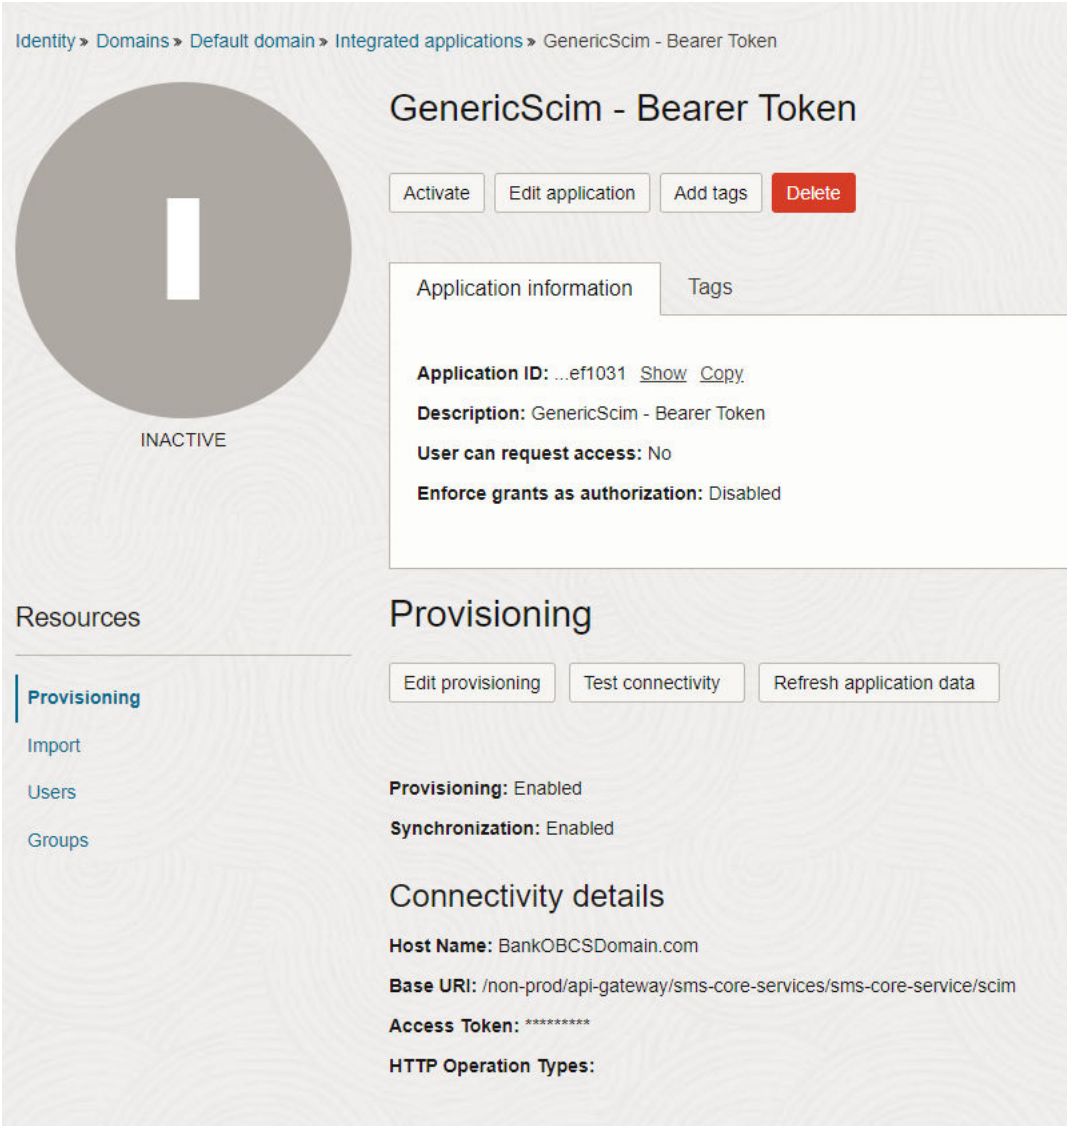 Identity » Domains » Default domain » Integrated applications » GenericScim - Bearer Token
GenericScim - Bearer Token
Activate Edit application Add tags Delete
I
INACTIVE
Application information Tags
Application ID: ...ef1031 Show Copy
Description: GenericScim - Bearer Token
User can request access: No
Enforce grants as authorization: Disabled
Resources
Provisioning
Import
Users
Groups
Provisioning
Edit provisioning Test connectivity Refresh application data
Provisioning: Enabled
Synchronization: Enabled
Connectivity details
Host Name: BankOBCSDomain.com
Base URI: /non-prod/api-gateway/sms-core-services/sms-core-service/scim
Access Token: *********
HTTP Operation Types: